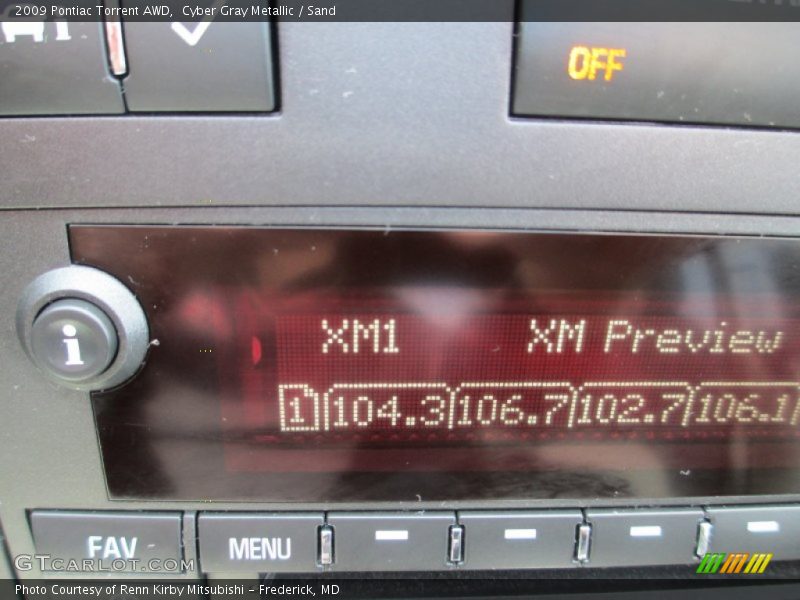 2009 Pontiac Torrent AWD,  Cyber Gray Metallic / Sand
OFF
i
XM1 XM Preview
1 104.3 106.7 102.7 106.1
FAV MENU
GTCARLOT.COM
Photo Courtesy of Renn Kirby Mitsubishi - Frederick, MD